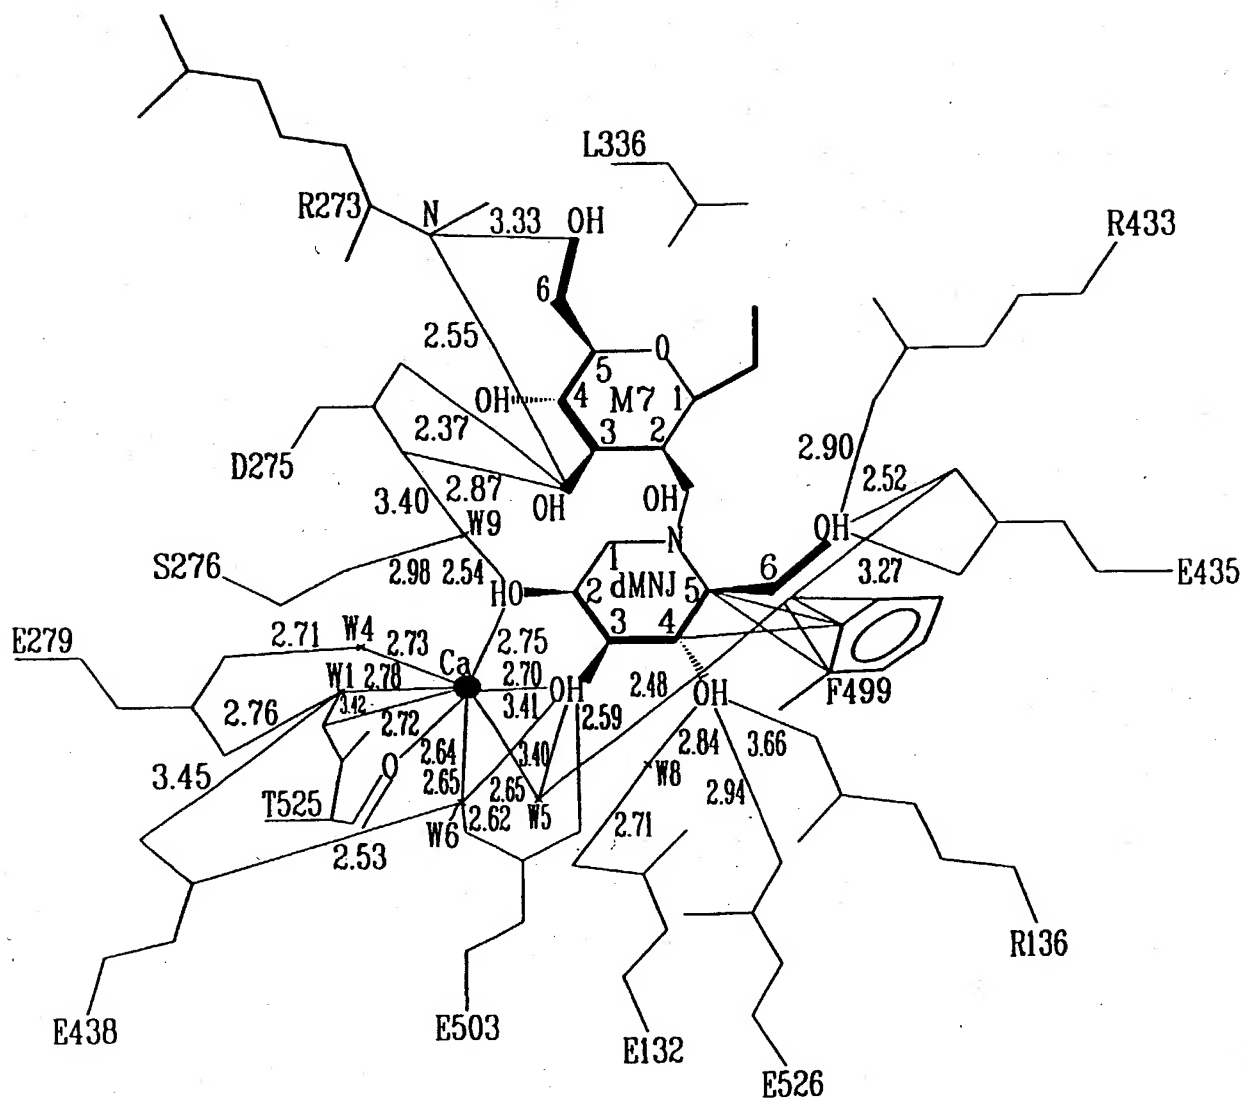 L336
R273
N
3.33
OH
R433
6
2.55
O
5
OH
4
M7
1
3
2
2.37
2.90
D275
2.87
2.52
OH
OH
3.40
W9
OH
N
1
S276
2.98
2.54
HO
2
dMNJ
5
6
3.27
E435
3
4
E279
2.71
W4
2.73
2.75
Ca
2.70
OH
2.48
OH
F499
W1
2.78
3.41
2.59
2.76
3.42
2.72
2.84
3.66
3.45
2.64
3.40
O
W8
2.65
2.65
2.94
T525
W6
2.62
W5
2.71
2.53
R136
E438
E503
E132
E526